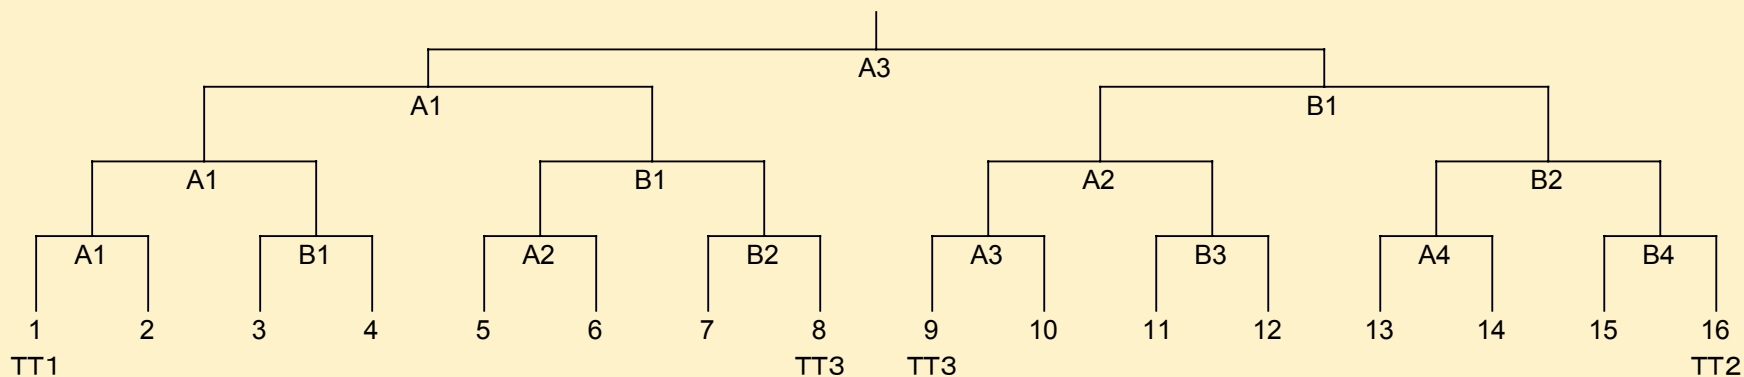 A3
A1 B1
A1 B1 A2 B2
A1 B1 A2 B2 A3 B3 A4 B4
1 2 3 4 5 6 7 8 9 10 11 12 13 14 15 16
TT1 TT3 TT3 TT2